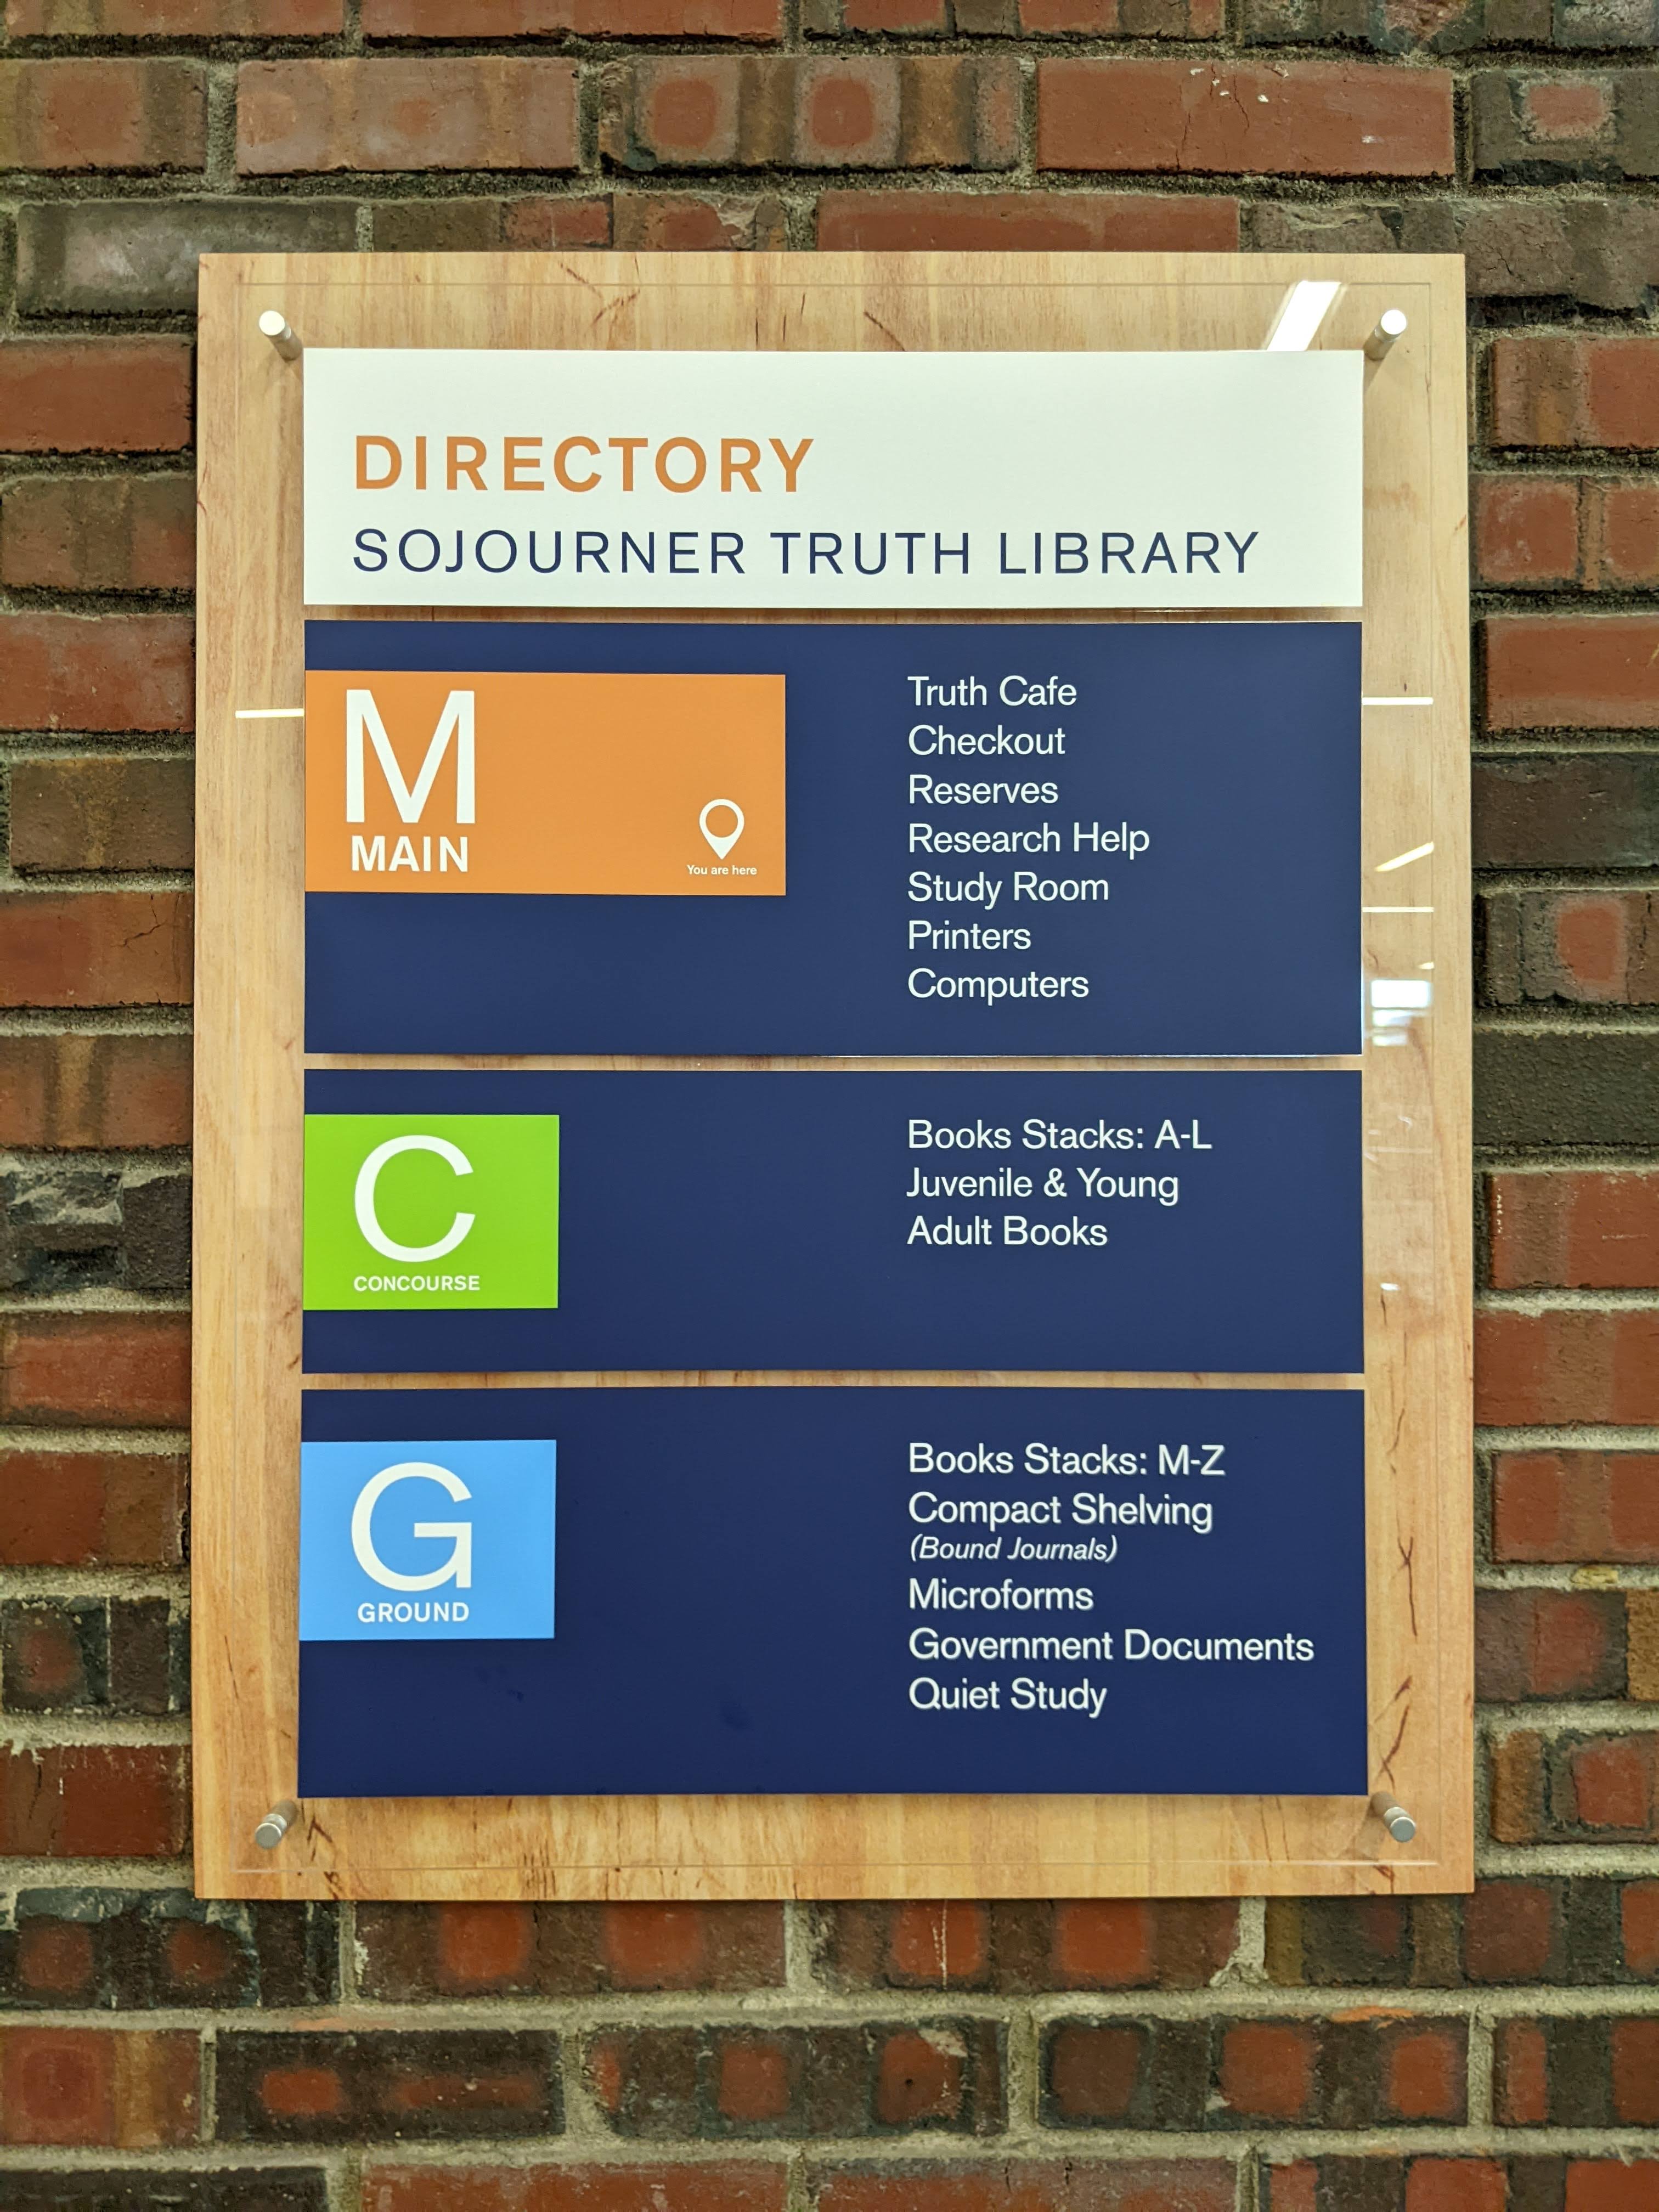 DIRECTORY
SOJOURNER TRUTH LIBRARY
M
MAIN
You are here
Truth Cafe
Checkout
Reserves
Research Help
Study Room
Printers
Computers
C
CONCOURSE
Books Stacks: A-L
Juvenile & Young
Adult Books
G
GROUND
Books Stacks: M-Z
Compact Shelving
(Bound Journals)
Microforms
Government Documents
Quiet Study